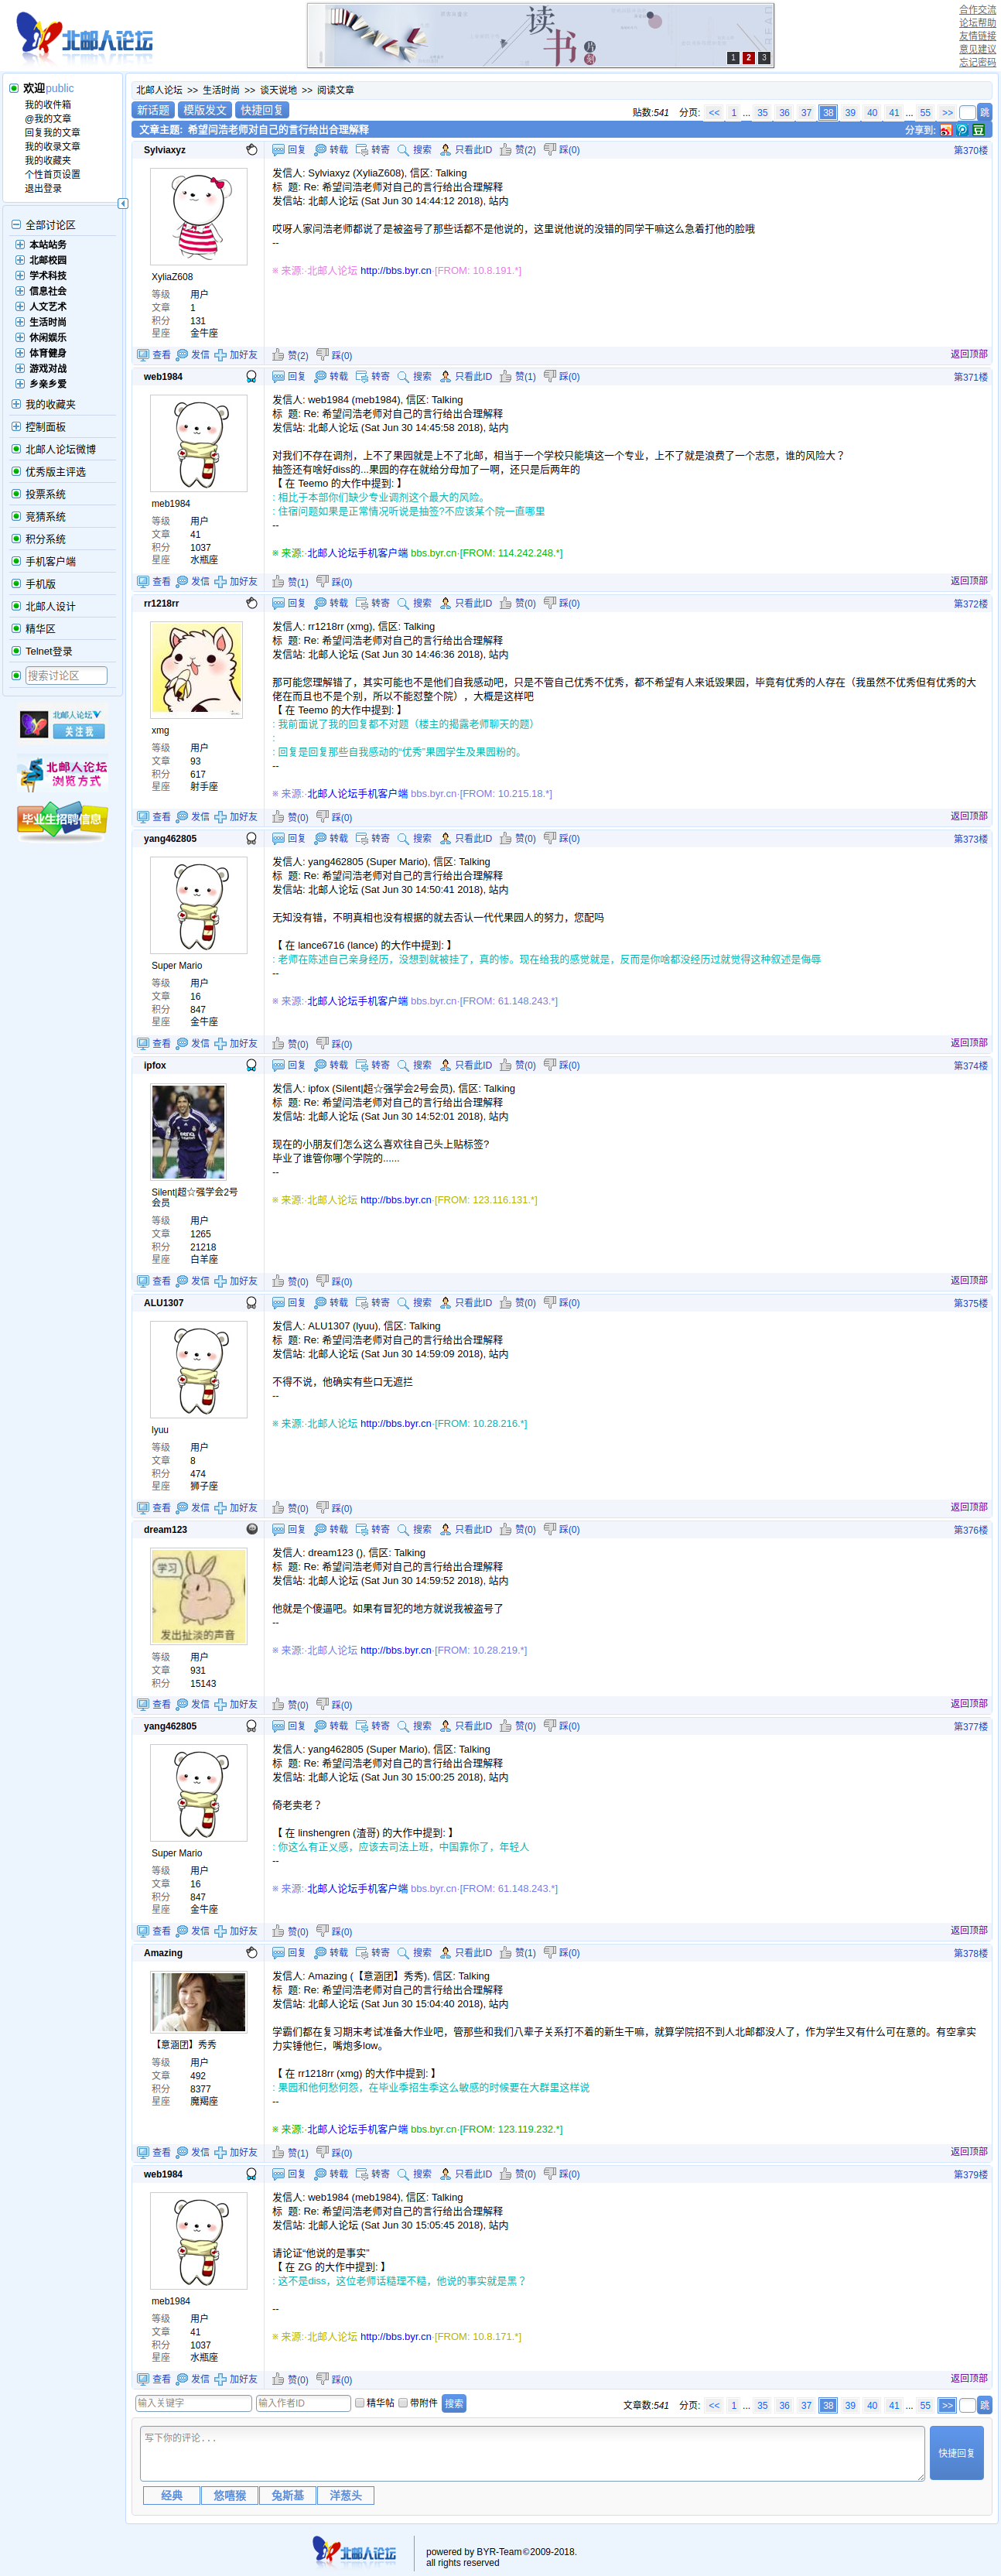 北邮人论坛
读书
1 2 3
合作交流
论坛帮助
友情链接
意见建议
忘记密码
欢迎public
我的收件箱
@我的文章
回复我的文章
我的收录文章
我的收藏夹
个性首页设置
退出登录
全部讨论区
本站站务
北邮校园
学术科技
信息社会
人文艺术
生活时尚
休闲娱乐
体育健身
游戏对战
乡亲乡爱
我的收藏夹
控制面板
北邮人论坛微博
优秀版主评选
投票系统
竞猜系统
积分系统
手机客户端
手机版
北邮人设计
精华区
Telnet登录
搜索讨论区
北邮人论坛
关注我
北邮人论坛
浏览方式
毕业生招聘信息
北邮人论坛 >> 生活时尚 >> 谈天说地 >> 阅读文章
新话题 模版发文 快捷回复
贴数:541 分页: << 1 ... 35 36 37 38 39 40 41 ... 55 >> 跳
文章主题: 希望闫浩老师对自己的言行给出合理解释 分享到: 豆
Sylviaxyz
回复 转载 转寄 搜索 只看此ID 赞(2) 踩(0) 第370楼
XyliaZ608
等级 用户
文章 1
积分 131
星座 金牛座
发信人: Sylviaxyz (XyliaZ608), 信区: Talking
标 题: Re: 希望闫浩老师对自己的言行给出合理解释
发信站: 北邮人论坛 (Sat Jun 30 14:44:12 2018), 站内
哎呀人家闫浩老师都说了是被盗号了那些话都不是他说的，这里说他说的没错的同学干嘛这么急着打他的脸哦
--
※ 来源:·北邮人论坛 http://bbs.byr.cn·[FROM: 10.8.191.*]
查看 发信 加好友 赞(2) 踩(0) 返回顶部
web1984
回复 转载 转寄 搜索 只看此ID 赞(1) 踩(0) 第371楼
meb1984
等级 用户
文章 41
积分 1037
星座 水瓶座
发信人: web1984 (meb1984), 信区: Talking
标 题: Re: 希望闫浩老师对自己的言行给出合理解释
发信站: 北邮人论坛 (Sat Jun 30 14:45:58 2018), 站内
对我们不存在调剂，上不了果园就是上不了北邮，相当于一个学校只能填这一个专业，上不了就是浪费了一个志愿，谁的风险大？
抽签还有啥好diss的...果园的存在就给分母加了一啊，还只是后两年的
【 在 Teemo 的大作中提到: 】
: 相比于本部你们缺少专业调剂这个最大的风险。
: 住宿问题如果是正常情况听说是抽签?不应该某个院一直哪里
--
※ 来源:·北邮人论坛手机客户端 bbs.byr.cn·[FROM: 114.242.248.*]
查看 发信 加好友 赞(1) 踩(0) 返回顶部
rr1218rr
回复 转载 转寄 搜索 只看此ID 赞(0) 踩(0) 第372楼
xmg
等级 用户
文章 93
积分 617
星座 射手座
发信人: rr1218rr (xmg), 信区: Talking
标 题: Re: 希望闫浩老师对自己的言行给出合理解释
发信站: 北邮人论坛 (Sat Jun 30 14:46:36 2018), 站内
那可能您理解错了，其实可能也不是他们自我感动吧，只是不管自己优秀不优秀，都不希望有人来诋毁果园，毕竟有优秀的人存在（我虽然不优秀但有优秀的大
佬在而且也不是个别，所以不能怼整个院），大概是这样吧
【 在 Teemo 的大作中提到: 】
: 我前面说了我的回复都不对题（楼主的揭露老师聊天的题）
:
: 回复是回复那些自我感动的“优秀”果园学生及果园粉的。
--
※ 来源:·北邮人论坛手机客户端 bbs.byr.cn·[FROM: 10.215.18.*]
查看 发信 加好友 赞(0) 踩(0) 返回顶部
yang462805
回复 转载 转寄 搜索 只看此ID 赞(0) 踩(0) 第373楼
Super Mario
等级 用户
文章 16
积分 847
星座 金牛座
发信人: yang462805 (Super Mario), 信区: Talking
标 题: Re: 希望闫浩老师对自己的言行给出合理解释
发信站: 北邮人论坛 (Sat Jun 30 14:50:41 2018), 站内
无知没有错，不明真相也没有根据的就去否认一代代果园人的努力，您配吗
【 在 lance6716 (lance) 的大作中提到: 】
: 老师在陈述自己亲身经历，没想到就被挂了，真的惨。现在给我的感觉就是，反而是你啥都没经历过就觉得这种叙述是侮辱
--
※ 来源:·北邮人论坛手机客户端 bbs.byr.cn·[FROM: 61.148.243.*]
查看 发信 加好友 赞(0) 踩(0) 返回顶部
ipfox
回复 转载 转寄 搜索 只看此ID 赞(0) 踩(0) 第374楼
Silent|超☆强学会2号
会员
等级 用户
文章 1265
积分 21218
星座 白羊座
发信人: ipfox (Silent|超☆强学会2号会员), 信区: Talking
标 题: Re: 希望闫浩老师对自己的言行给出合理解释
发信站: 北邮人论坛 (Sat Jun 30 14:52:01 2018), 站内
现在的小朋友们怎么这么喜欢往自己头上贴标签?
毕业了谁管你哪个学院的......
--
※ 来源:·北邮人论坛 http://bbs.byr.cn·[FROM: 123.116.131.*]
查看 发信 加好友 赞(0) 踩(0) 返回顶部
ALU1307
回复 转载 转寄 搜索 只看此ID 赞(0) 踩(0) 第375楼
lyuu
等级 用户
文章 8
积分 474
星座 狮子座
发信人: ALU1307 (lyuu), 信区: Talking
标 题: Re: 希望闫浩老师对自己的言行给出合理解释
发信站: 北邮人论坛 (Sat Jun 30 14:59:09 2018), 站内
不得不说，他确实有些口无遮拦
--
※ 来源:·北邮人论坛 http://bbs.byr.cn·[FROM: 10.28.216.*]
查看 发信 加好友 赞(0) 踩(0) 返回顶部
dream123
回复 转载 转寄 搜索 只看此ID 赞(0) 踩(0) 第376楼
学习
发出扯淡的声音
等级 用户
文章 931
积分 15143
发信人: dream123 (), 信区: Talking
标 题: Re: 希望闫浩老师对自己的言行给出合理解释
发信站: 北邮人论坛 (Sat Jun 30 14:59:52 2018), 站内
他就是个傻逼吧。如果有冒犯的地方就说我被盗号了
--
※ 来源:·北邮人论坛 http://bbs.byr.cn·[FROM: 10.28.219.*]
查看 发信 加好友 赞(0) 踩(0) 返回顶部
yang462805
回复 转载 转寄 搜索 只看此ID 赞(0) 踩(0) 第377楼
Super Mario
等级 用户
文章 16
积分 847
星座 金牛座
发信人: yang462805 (Super Mario), 信区: Talking
标 题: Re: 希望闫浩老师对自己的言行给出合理解释
发信站: 北邮人论坛 (Sat Jun 30 15:00:25 2018), 站内
倚老卖老？
【 在 linshengren (渣哥) 的大作中提到: 】
: 你这么有正义感，应该去司法上班，中国靠你了，年轻人
--
※ 来源:·北邮人论坛手机客户端 bbs.byr.cn·[FROM: 61.148.243.*]
查看 发信 加好友 赞(0) 踩(0) 返回顶部
Amazing
回复 转载 转寄 搜索 只看此ID 赞(1) 踩(0) 第378楼
【意涵团】秀秀
等级 用户
文章 492
积分 8377
星座 魔羯座
发信人: Amazing (【意涵团】秀秀), 信区: Talking
标 题: Re: 希望闫浩老师对自己的言行给出合理解释
发信站: 北邮人论坛 (Sat Jun 30 15:04:40 2018), 站内
学霸们都在复习期末考试准备大作业吧，管那些和我们八辈子关系打不着的新生干嘛，就算学院招不到人北邮都没人了，作为学生又有什么可在意的。有空拿实
力实锤他仨，嘴炮多low。
【 在 rr1218rr (xmg) 的大作中提到: 】
: 果园和他何愁何怨，在毕业季招生季这么敏感的时候要在大群里这样说
--
※ 来源:·北邮人论坛手机客户端 bbs.byr.cn·[FROM: 123.119.232.*]
查看 发信 加好友 赞(1) 踩(0) 返回顶部
web1984
回复 转载 转寄 搜索 只看此ID 赞(0) 踩(0) 第379楼
meb1984
等级 用户
文章 41
积分 1037
星座 水瓶座
发信人: web1984 (meb1984), 信区: Talking
标 题: Re: 希望闫浩老师对自己的言行给出合理解释
发信站: 北邮人论坛 (Sat Jun 30 15:05:45 2018), 站内
请论证“他说的是事实”
【 在 ZG 的大作中提到: 】
: 这不是diss，这位老师话糙理不糙，他说的事实就是黑？
--
※ 来源:·北邮人论坛 http://bbs.byr.cn·[FROM: 10.8.171.*]
查看 发信 加好友 赞(0) 踩(0) 返回顶部
输入关键字 输入作者ID 精华帖 带附件 搜索
文章数:541 分页: << 1 ... 35 36 37 38 39 40 41 ... 55 >> 跳
写下你的评论...
快捷回复
经典 悠嘻猴 兔斯基 洋葱头
北邮人论坛
powered by BYR-Team©2009-2018.
all rights reserved